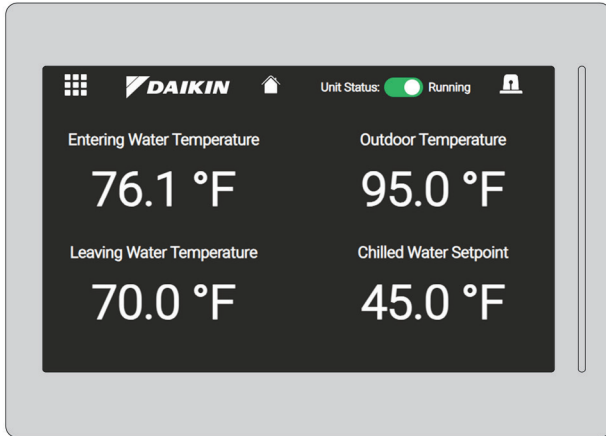 DAIKIN
Unit Status: Running
Entering Water Temperature
76.1 °F
Outdoor Temperature
95.0 °F
Leaving Water Temperature
70.0 °F
Chilled Water Setpoint
45.0 °F